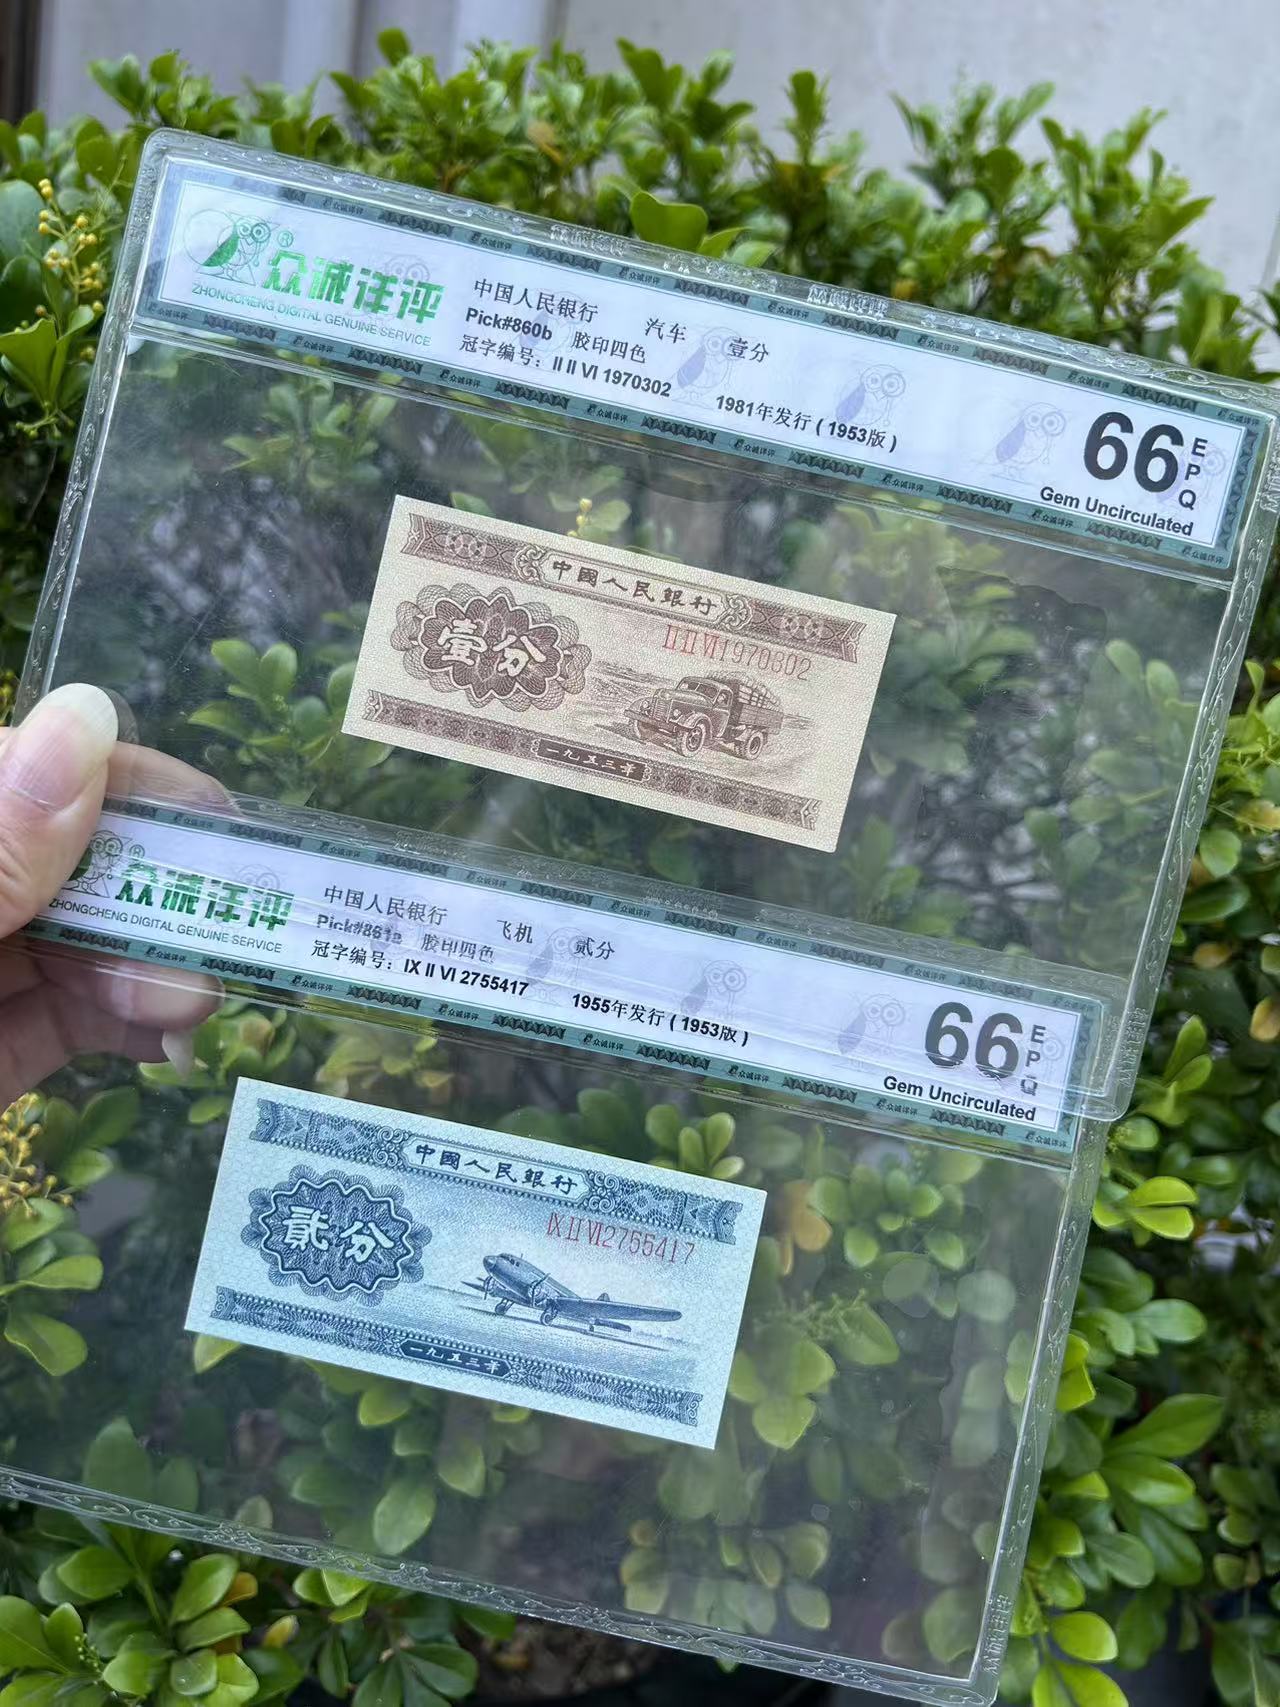 众诚详评®
ZHONGCHENG DIGITAL GENUINE SERVICE
中国人民银行 汽车 壹分
Pick#860b 胶印四色
冠字编号：II II VI 1970302 1981年发行 ( 1953版 )
66 EPQ
Gem Uncirculated
中國人民銀行
壹分
II II VI 1970302
一九五三年
众诚详评®
ZHONGCHENG DIGITAL GENUINE SERVICE
中国人民银行 飞机 贰分
Pick#861a 胶印四色
冠字编号：IX II VI 2755417 1955年发行 ( 1953版 )
66 EPQ
Gem Uncirculated
中國人民銀行
貳分
IX II VI 2755417
一九五三年